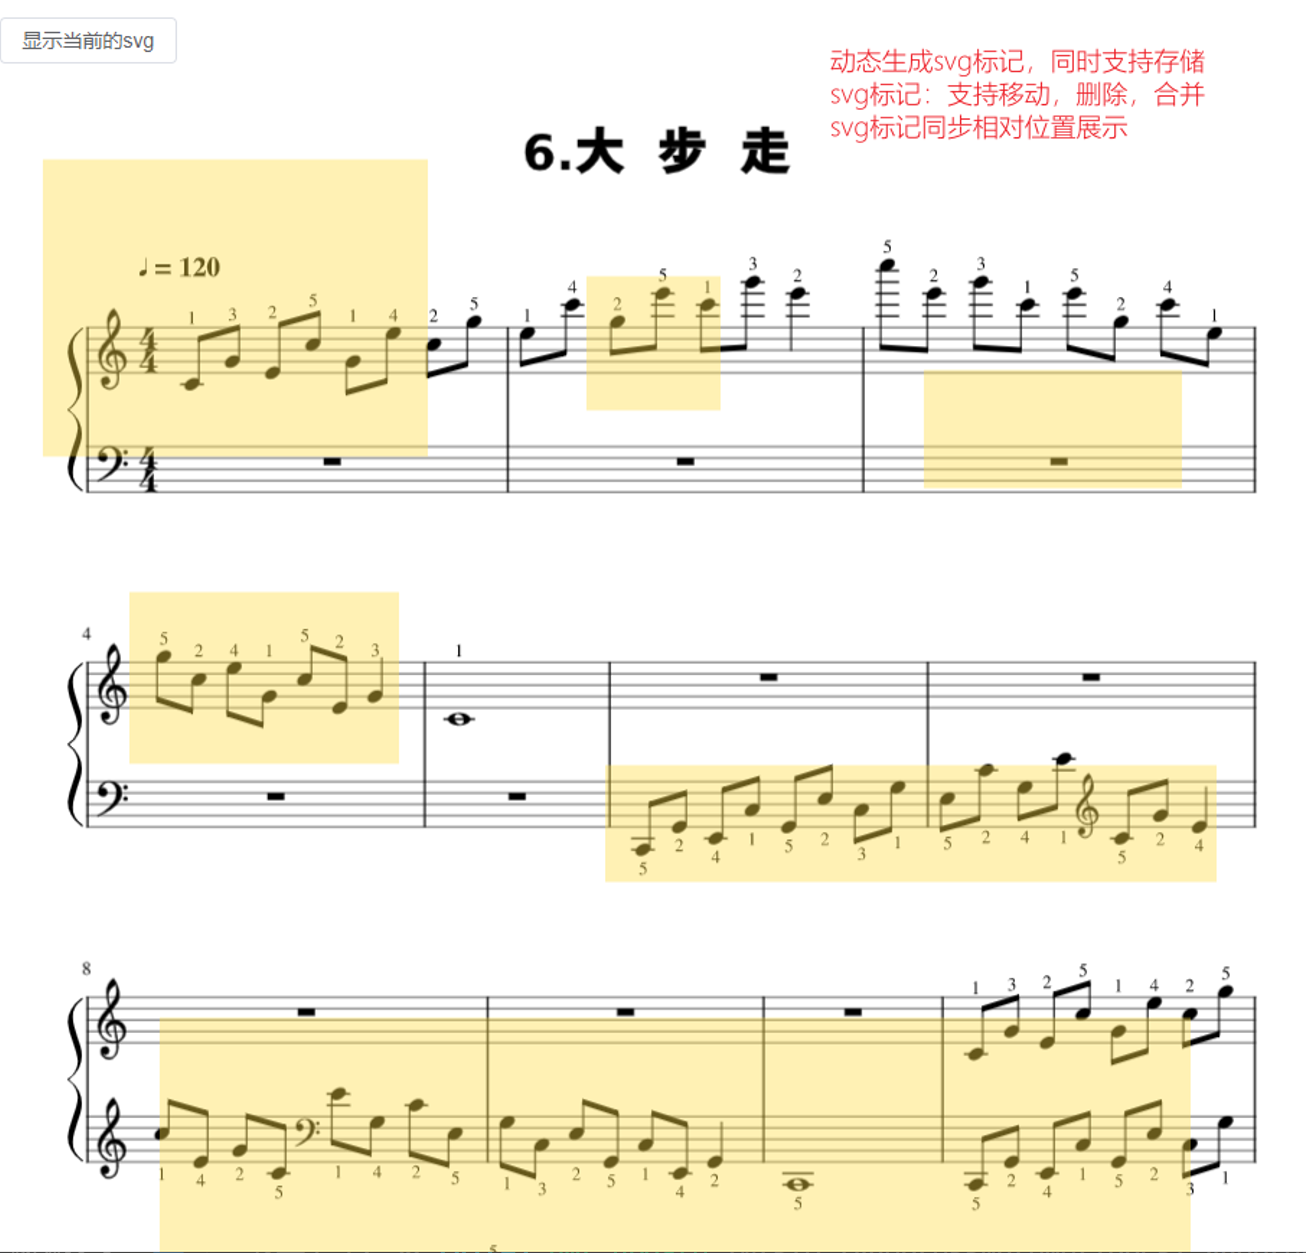 显示当前的svg
动态生成svg标记，同时支持存储
svg标记：支持移动，删除，合并
svg标记同步相对位置展示
6.大 步 走
♩ = 120
1 3 2 5 1 4 2 5 1 4 2 5 1 3 2 5 2 3 1 5 2 4 1
4
5 2 4 1 5 2 3 1
5 2 4 1 5 2 3 1 5 2 4 1 5 2 4
8
1 3 2 5 1 4 2 5
1 4 2 5 1 4 2 5 1 3 2 5 1 4 2 5 5 2 4 1 5 2 3 1
5